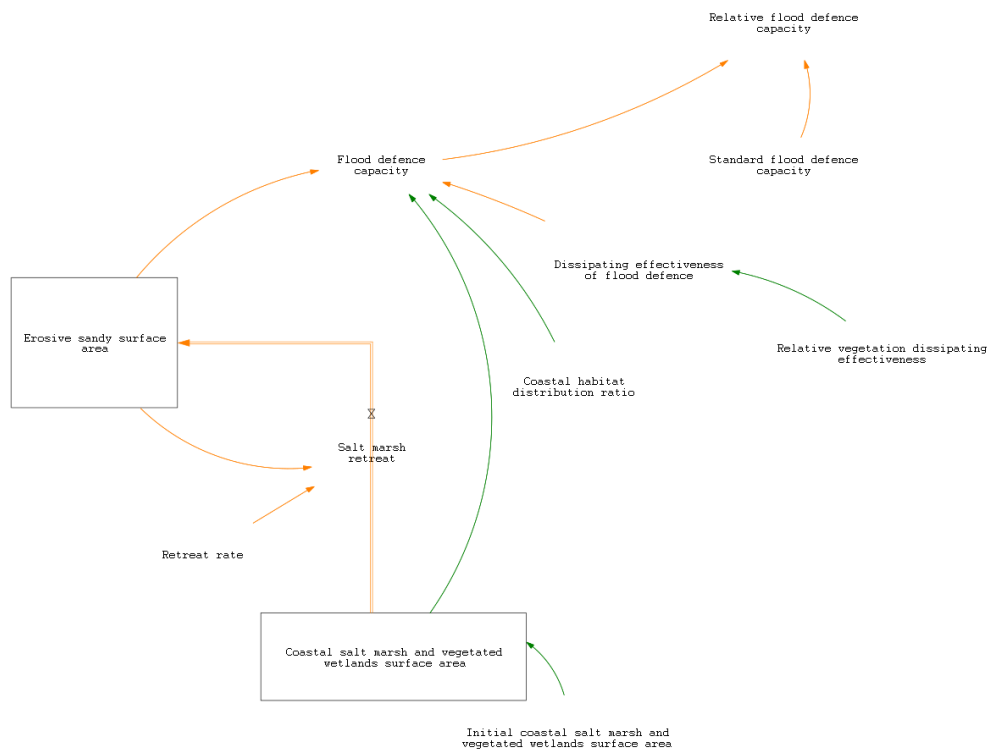 Relative flood defence
capacity
Flood defence
capacity
Standard flood defence
capacity
Dissipating effectiveness
of flood defence
Erosive sandy surface
area
Relative vegetation dissipating
effectiveness
Coastal habitat
distribution ratio
X
Salt marsh
retreat
Retreat rate
Coastal salt marsh and vegetated
wetlands surface area
Initial coastal salt marsh and
vegetated wetlands surface area